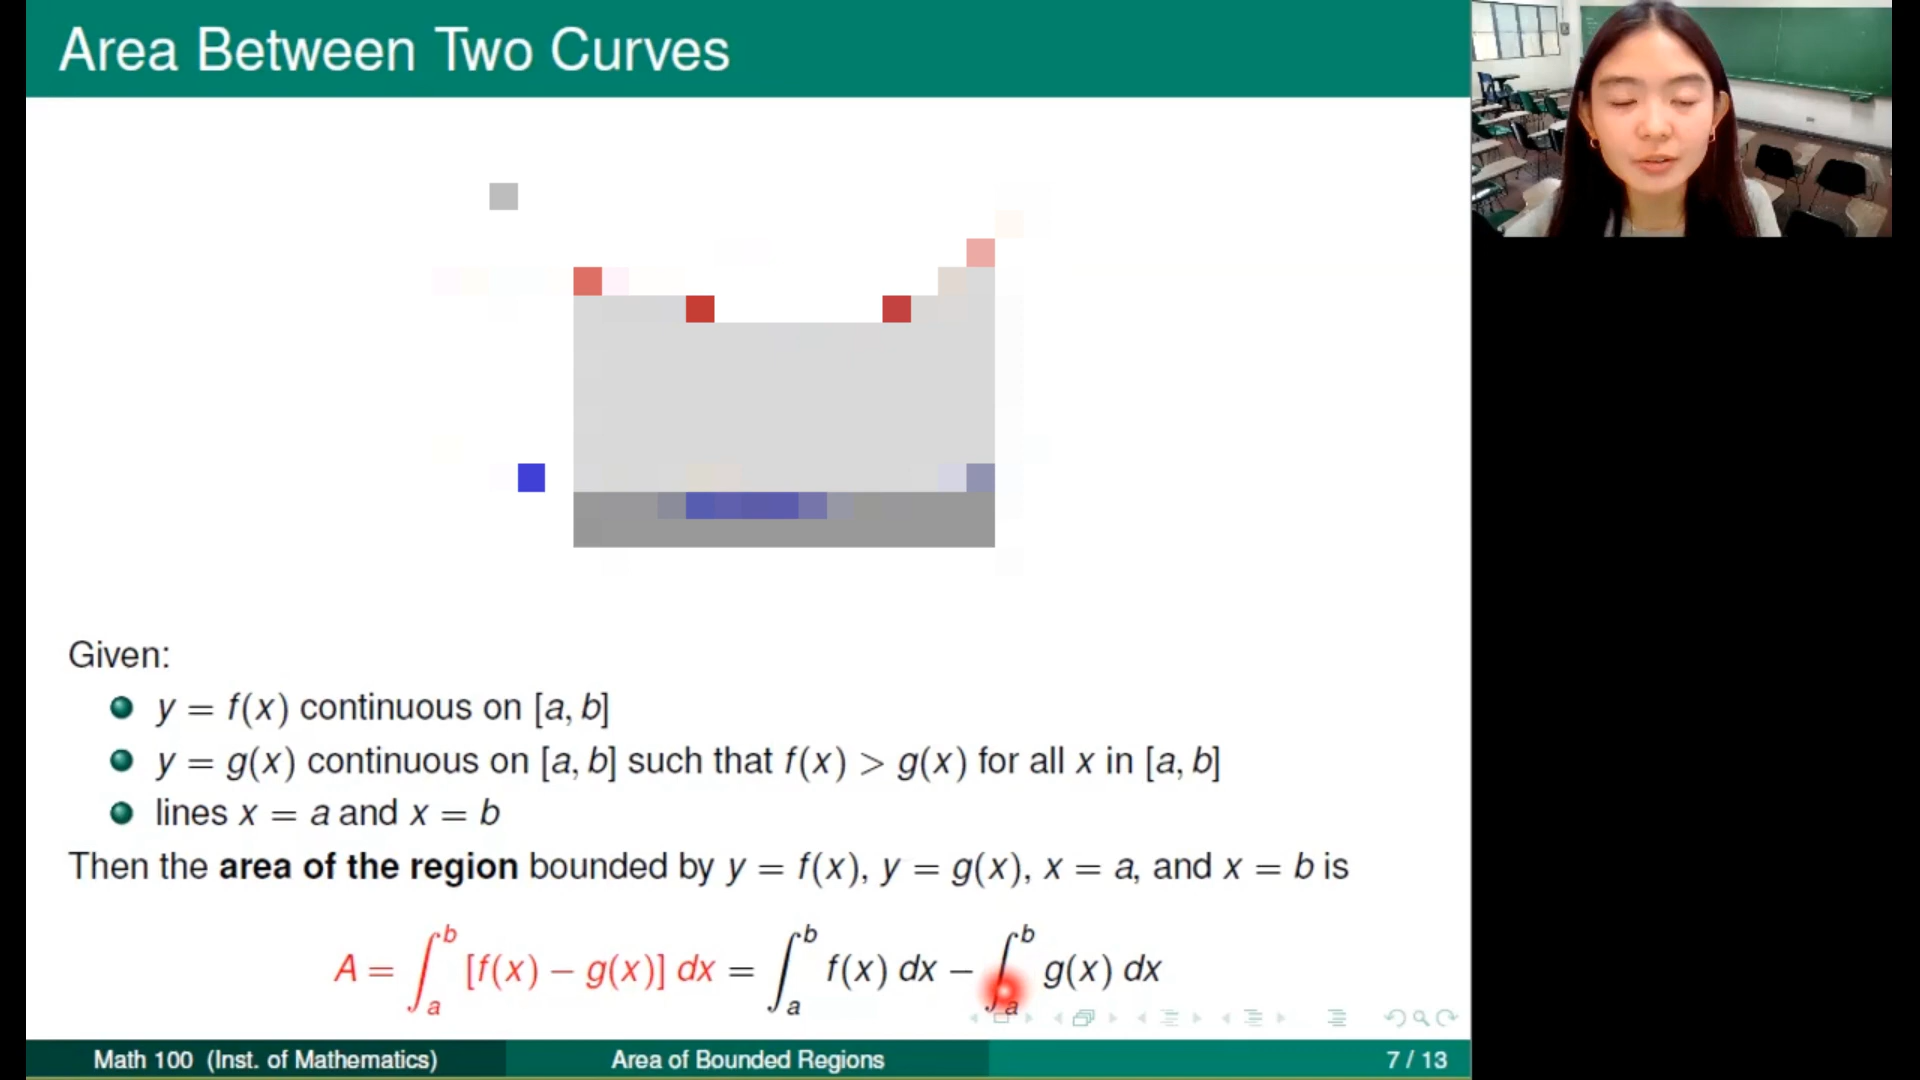 Area Between Two Curves
Given:
y = f(x) continuous on [a, b]
y = g(x) continuous on [a, b] such that f(x) > g(x) for all x in [a, b]
lines x = a and x = b
Then the area of the region bounded by y = f(x), y = g(x), x = a, and x = b is
A = ∫_a^b [f(x) − g(x)] dx = ∫_a^b f(x) dx − ∫_a^b g(x) dx
Math 100 (Inst. of Mathematics) Area of Bounded Regions 7 / 13